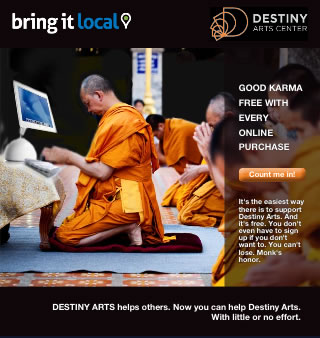 bring it local
DESTINY
ARTS CENTER
GOOD KARMA
FREE WITH
EVERY
ONLINE
PURCHASE
Count me in!
It's the easiest way
there is to support
Destiny Arts. And
it's free. You don't
even have to sign
up if you don't
want to. You can't
lose. Monk's
honor.
DESTINY ARTS helps others. Now you can help Destiny Arts.
With little or no effort.